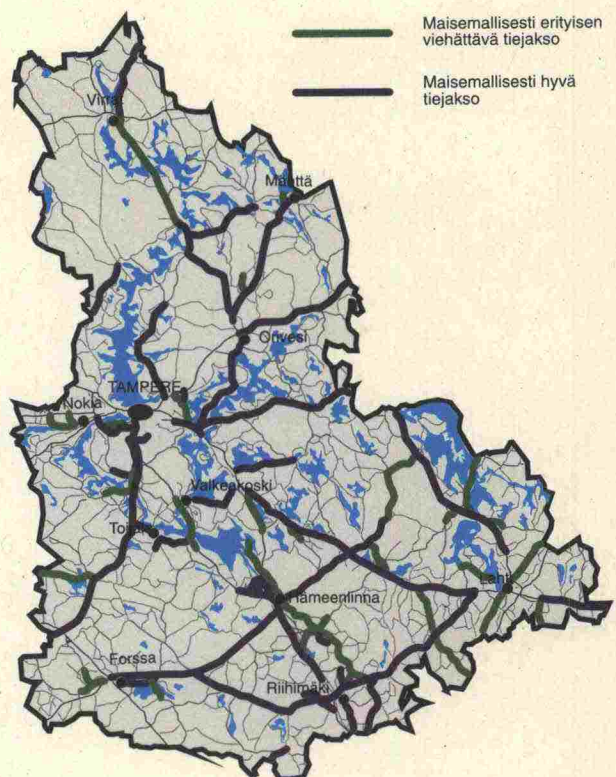 Maisemallisesti erityisen
viehättävä tiejakso
Maisemallisesti hyvä
tiejakso
Virrat
Mänttä
Orivesi
TAMPERE
Nokia
Valkeakoski
Toijala
Lahti
Hämeenlinna
Forssa
Riihimäki